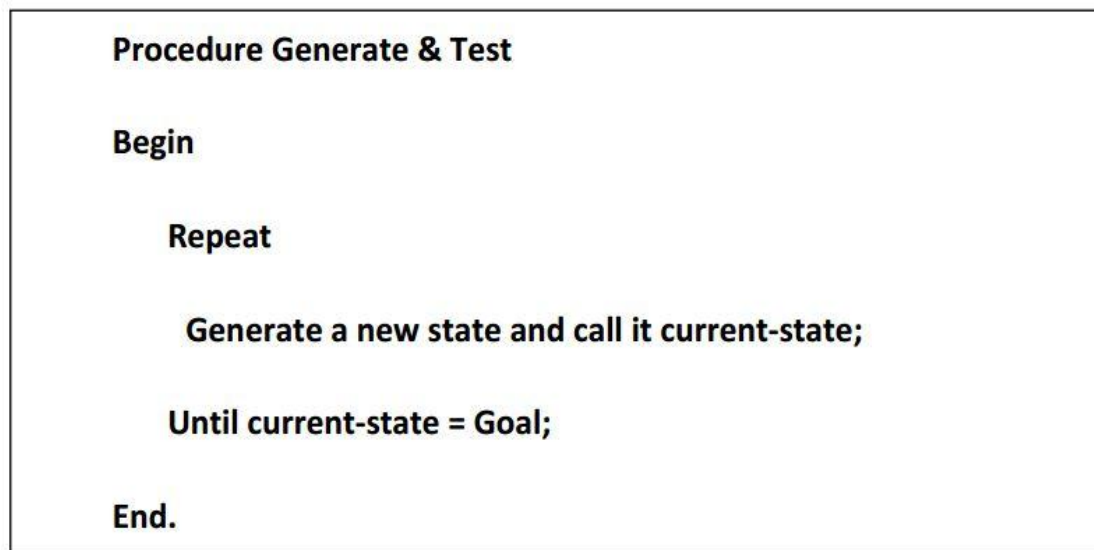 Procedure Generate & Test
Begin
Repeat
Generate a new state and call it current-state;
Until current-state = Goal;
End.